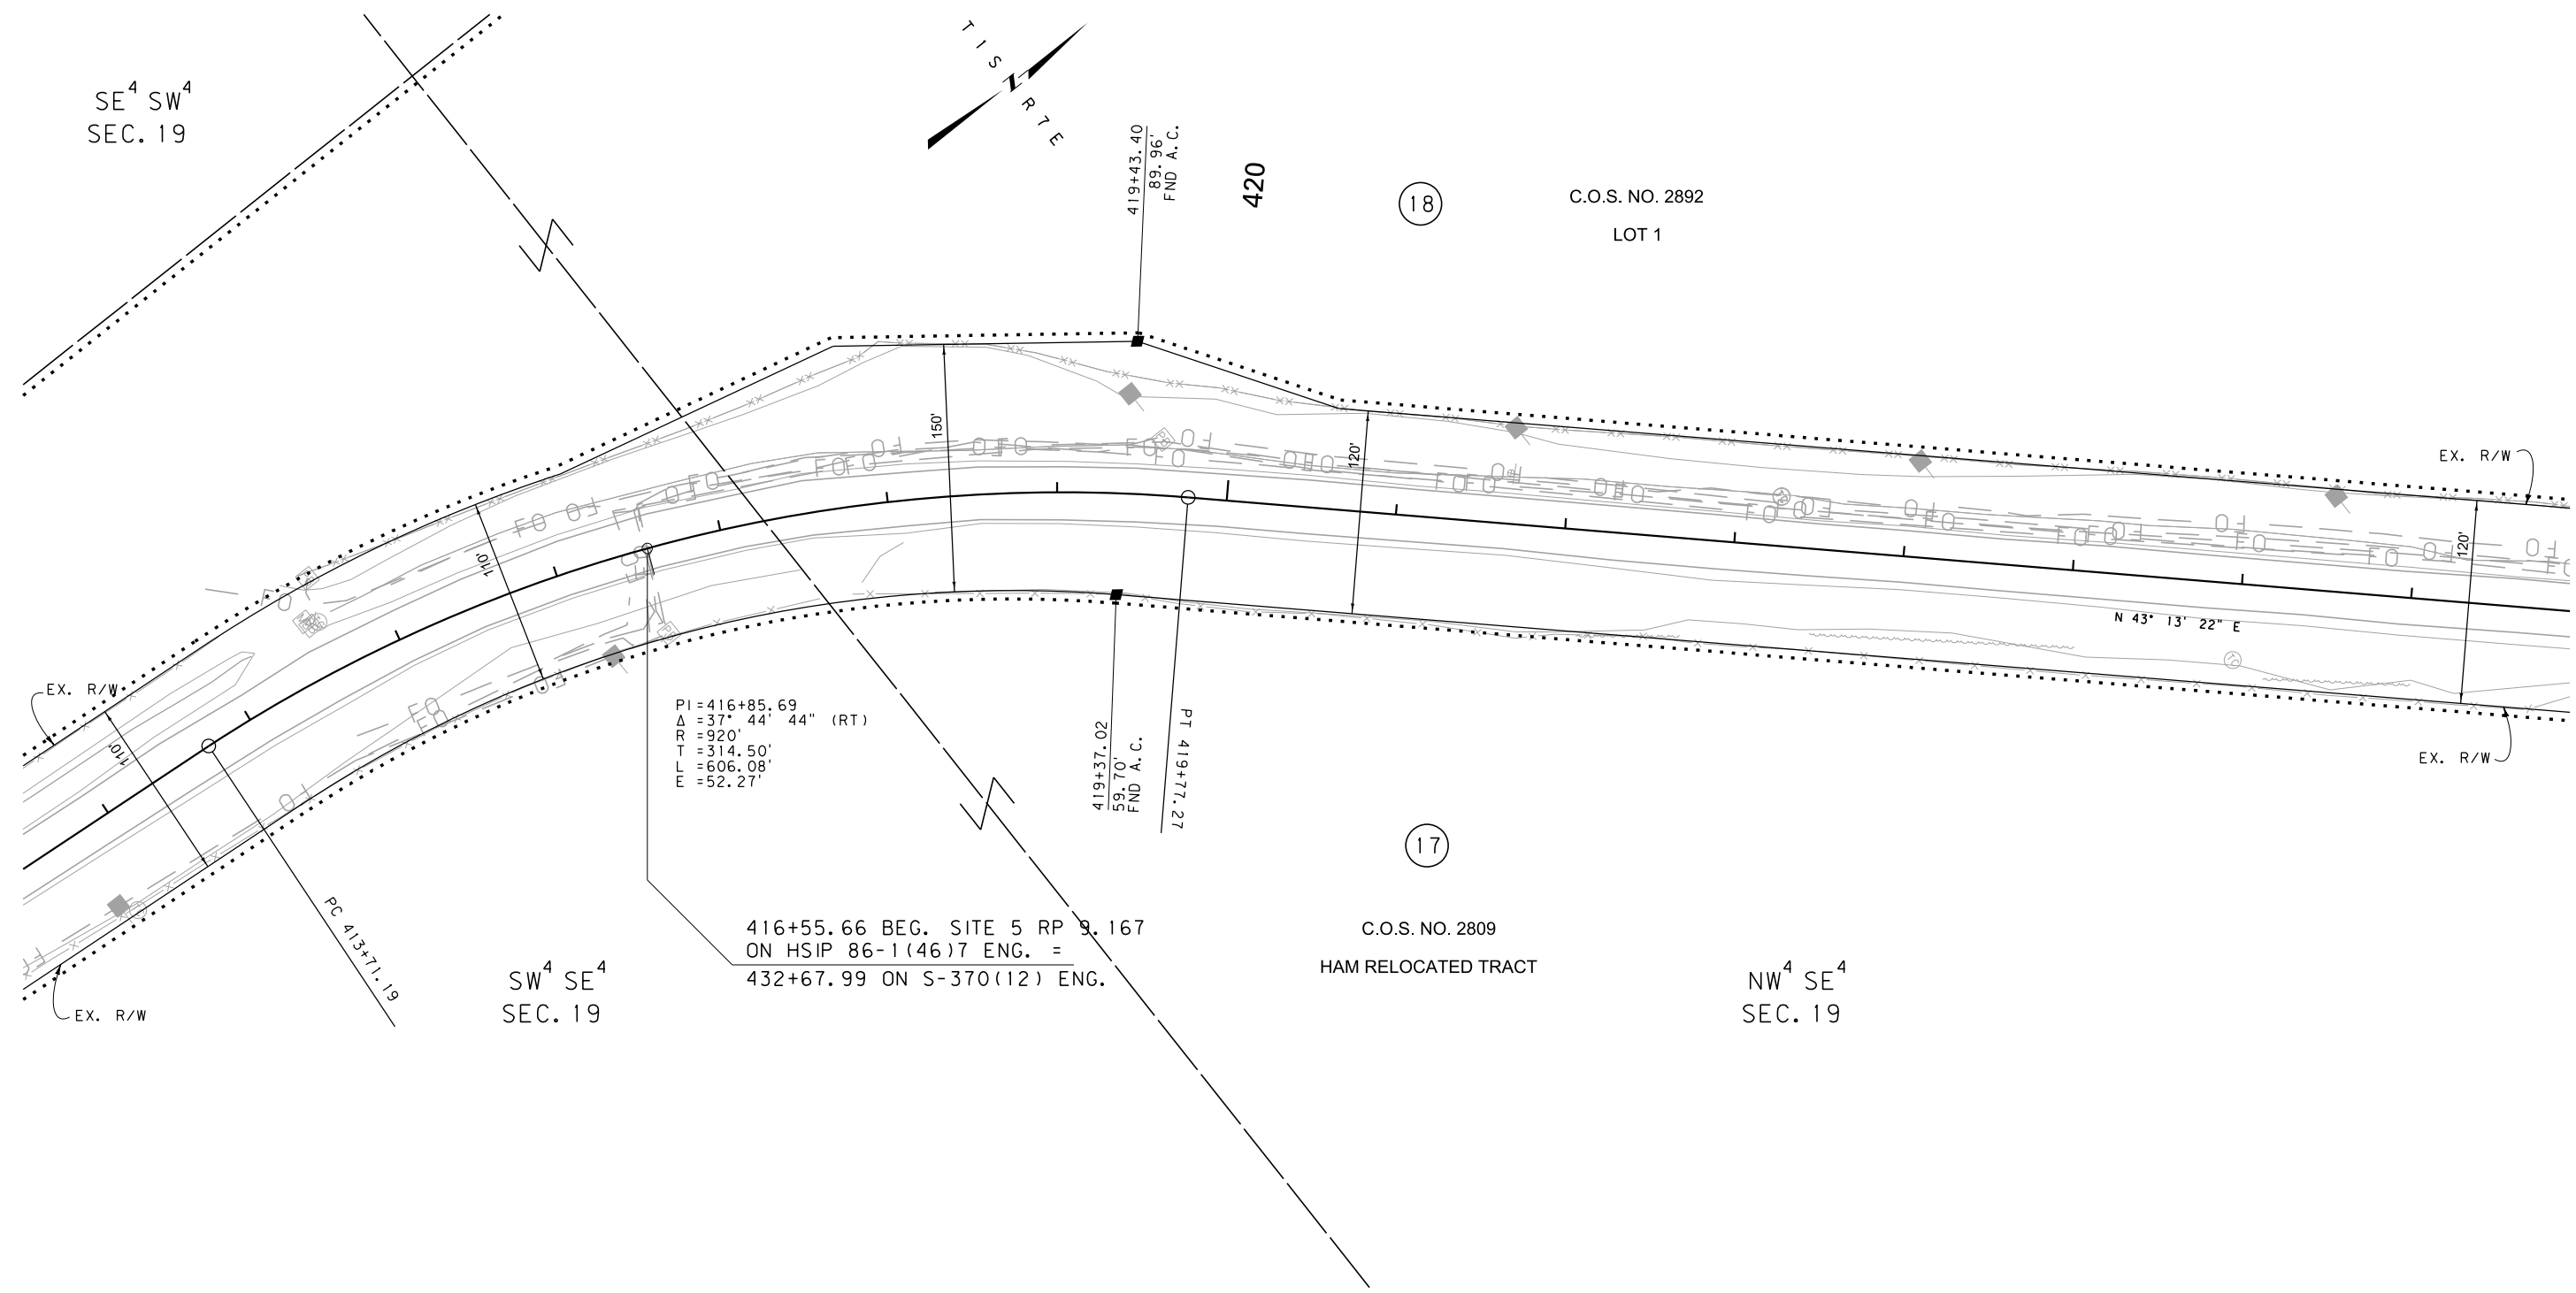 SE⁴ SW⁴
SEC. 19
T 1 S
N
R 7 E
419+43.40
89.96'
FND A.C.
420
18
C.O.S. NO. 2892
LOT 1
150'
120'
110'
110'
120'
EX. R/W
EX. R/W
N 43° 13' 22" E
EX. R/W
PI=416+85.69
Δ =37° 44' 44" (RT)
R =920'
T =314.50'
L =606.08'
E =52.27'
419+37.02
59.70'
FND A.C.
PT 419+77.27
17
C.O.S. NO. 2809
HAM RELOCATED TRACT
PC 413+71.19
416+55.66 BEG. SITE 5 RP 9.167
ON HSIP 86-1(46)7 ENG. =
432+67.99 ON S-370(12) ENG.
SW⁴ SE⁴
SEC. 19
NW⁴ SE⁴
SEC. 19
EX. R/W